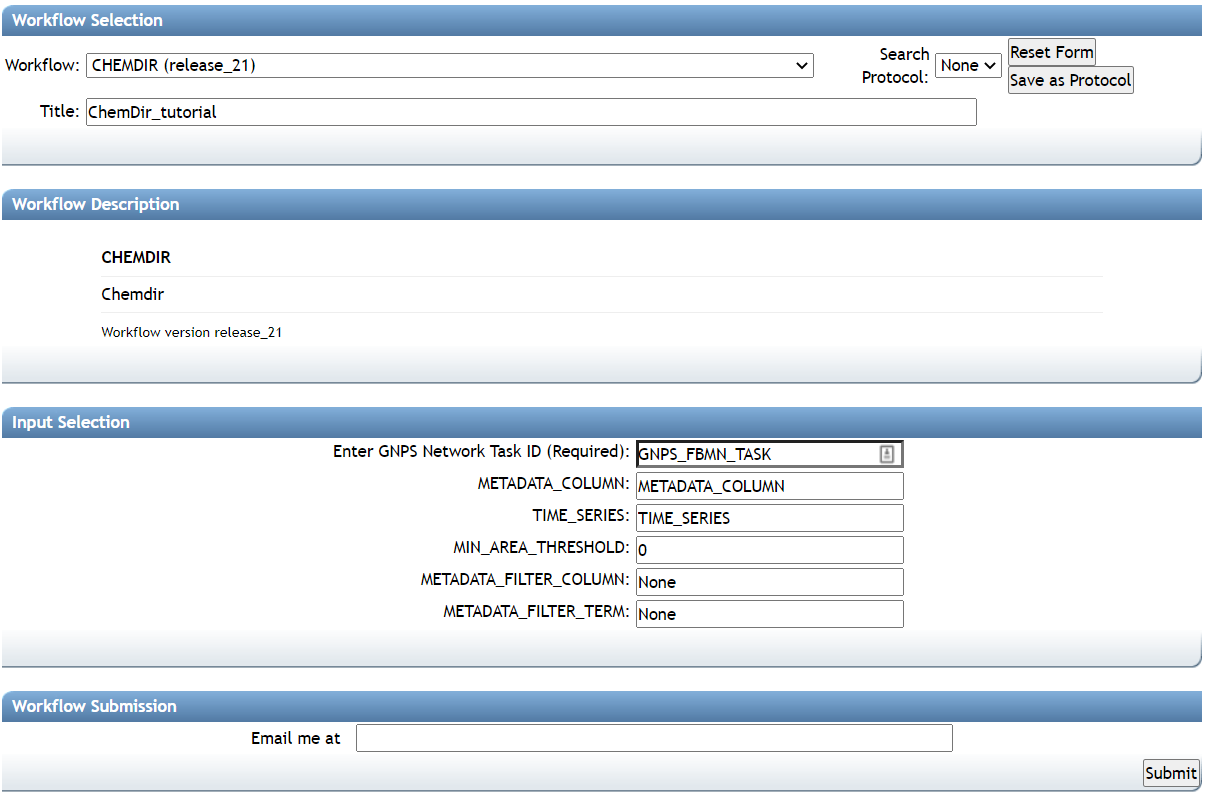 Workflow Selection
Workflow: CHEMDIR (release_21) Search Protocol: None Reset Form
Save as Protocol
Title: ChemDir_tutorial
Workflow Description
CHEMDIR
Chemdir
Workflow version release_21
Input Selection
Enter GNPS Network Task ID (Required): GNPS_FBMN_TASK
METADATA_COLUMN: METADATA_COLUMN
TIME_SERIES: TIME_SERIES
MIN_AREA_THRESHOLD: 0
METADATA_FILTER_COLUMN: None
METADATA_FILTER_TERM: None
Workflow Submission
Email me at
Submit